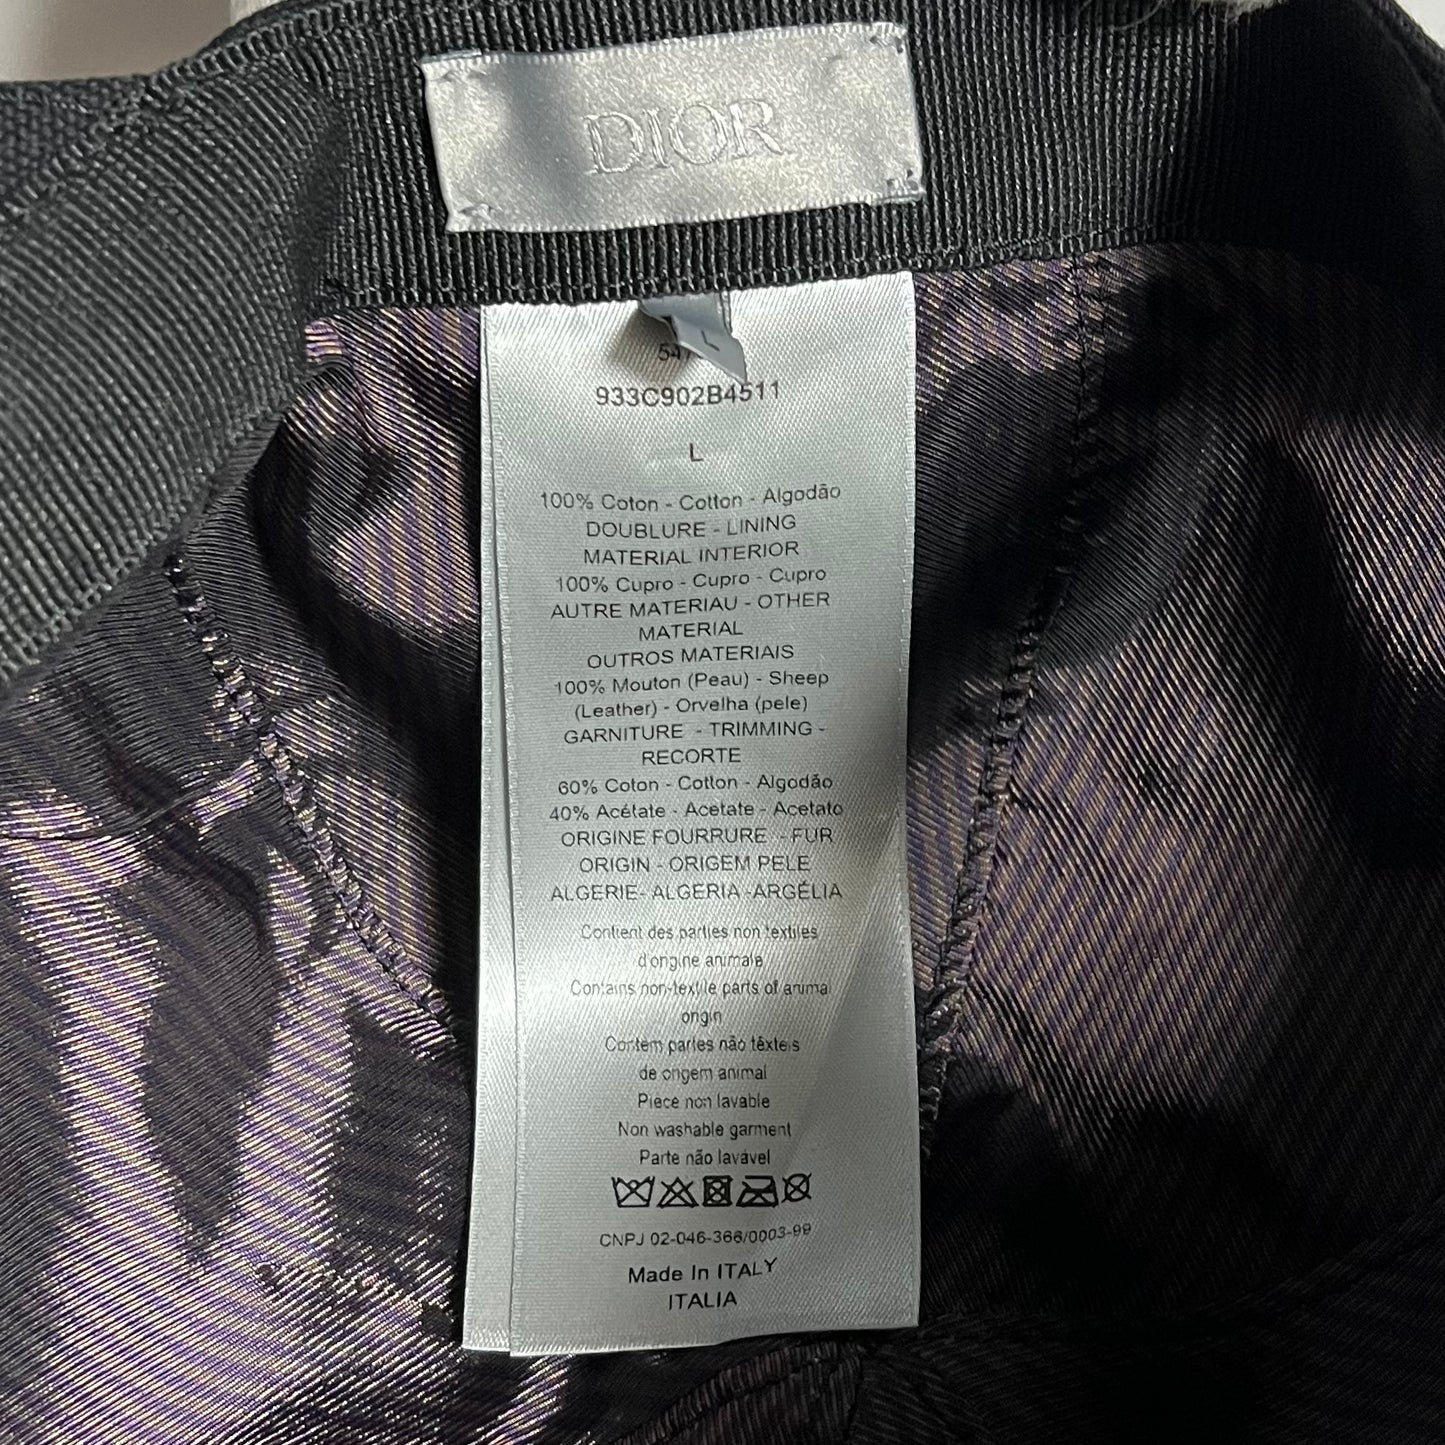 DIOR
L
547
933C902B4511
L
100% Coton - Cotton - Algodão
DOUBLURE - LINING
MATERIAL INTERIOR
100% Cupro - Cupro - Cupro
AUTRE MATERIAU - OTHER
MATERIAL
OUTROS MATERIAIS
100% Mouton (Peau) - Sheep
(Leather) - Orvelha (pele)
GARNITURE - TRIMMING -
RECORTE
60% Coton - Cotton - Algodão
40% Acétate - Acetate - Acetato
ORIGINE FOURRURE - FUR
ORIGIN - ORIGEM PELE
ALGERIE- ALGERIA -ARGÉLIA
Contient des parties non textiles
d'orgine animale
Contains non-textile parts of animal
origin
Contem partes não têxteis
de origem animal
Piece non lavable
Non washable garment
Parte não lavável
CNPJ 02-046-366/0003-99
Made In ITALY
ITALIA